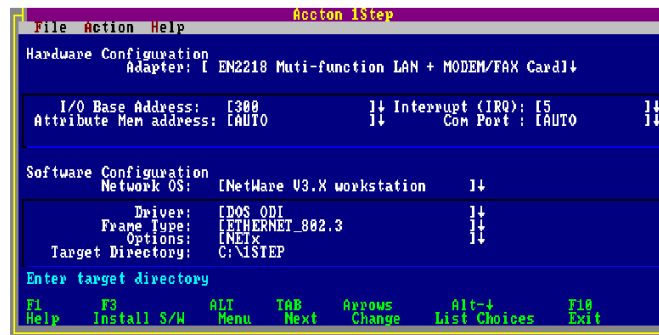 Accton 1Step
File Action Help
Hardware Configuration
Adapter: [ EN2218 Muti-function LAN + MODEM/FAX Card]↓
I/O Base Address: [300 ]↓ Interrupt (IRQ): [5 ]↓
Attribute Mem address: [AUTO ]↓ Com Port : [AUTO ]↓
Software Configuration
Network OS: [NetWare V3.X workstation ]↓
Driver: [DOS ODI ]↓
Frame Type: [ETHERNET_802.3 ]↓
Options: [NETx ]↓
Target Directory: C:\1STEP
Enter target directory
F1 F3 ALT TAB Arrows Alt-↓ F10
Help Install S/W Menu Next Change List Choices Exit